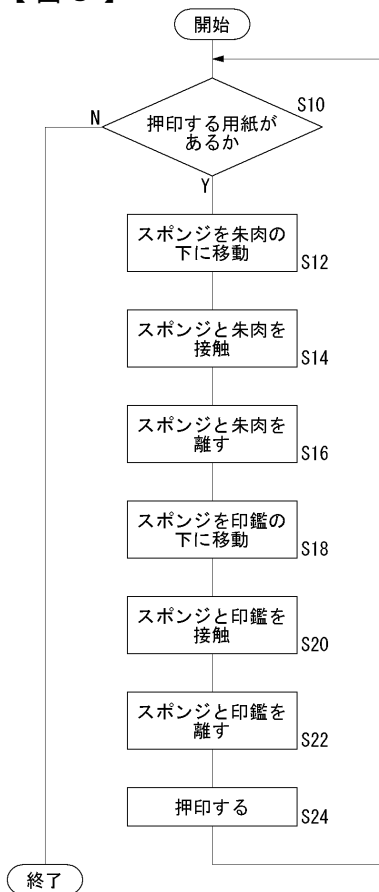 開始
S10
N
押印する用紙が
あるか
Y
スポンジを朱肉の
下に移動
S12
スポンジと朱肉を
接触
S14
スポンジと朱肉を
離す
S16
スポンジを印鑑の
下に移動
S18
スポンジと印鑑を
接触
S20
スポンジと印鑑を
離す
S22
押印する
S24
終了